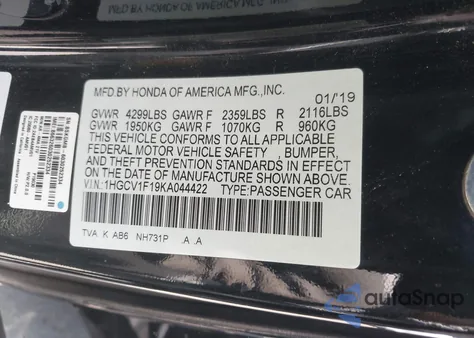 MFD.BY HONDA OF AMERICA MFG.,INC.
01/'19
GVWR 4299LBS GAWR F 2359LBS R 2116LBS
GVWR 1950KG GAWR F 1070KG R 960KG
THIS VEHICLE CONFORMS TO ALL APPLICABLE
FEDERAL MOTOR VEHICLE SAFETY , BUMPER,
AND THEFT PREVENTION STANDARDS IN EFFECT
ON THE DATE OF MANUFACTURE SHOWN ABOVE.
VIN:1HGCV1F19KA044422 TYPE:PASSENGER CAR
TVA K AB6 NH731P .A .A
autoSnap